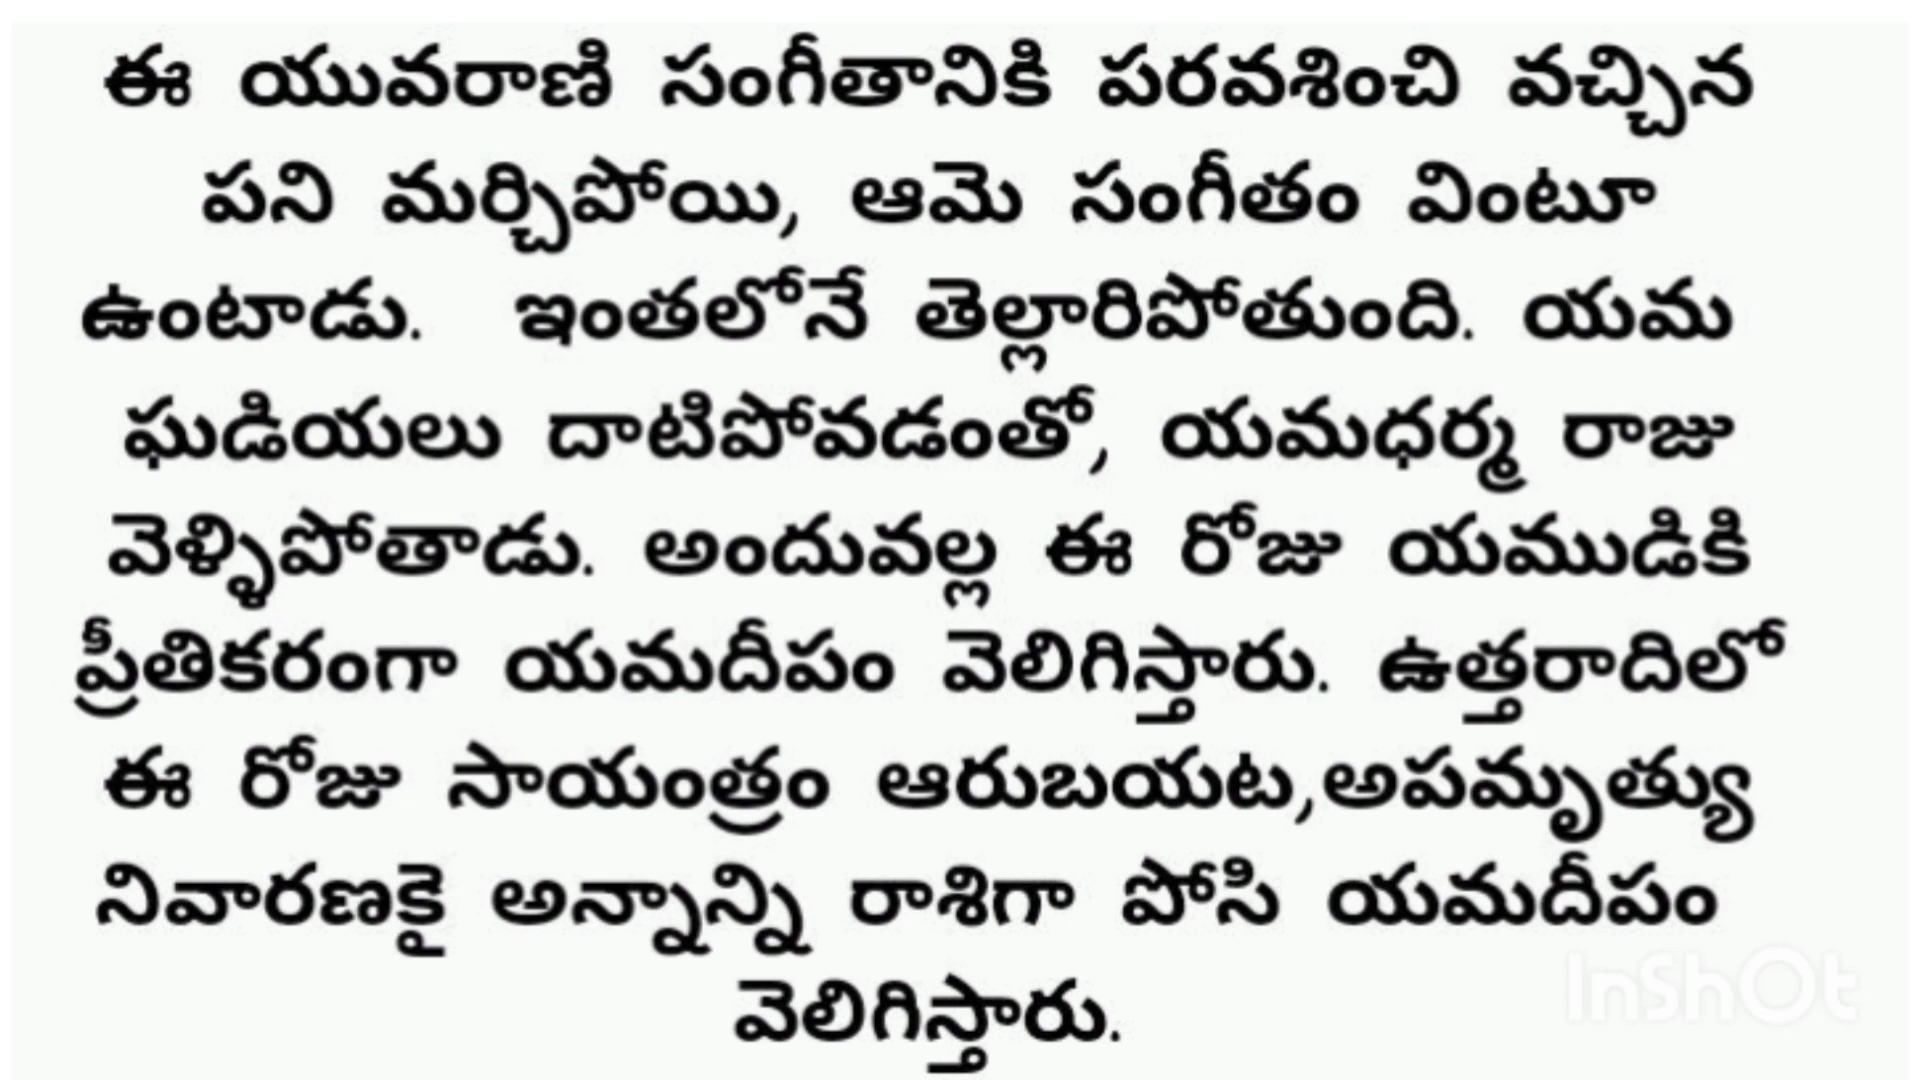 ఈ యువరాణి సంగీతానికి పరవశించి వచ్చిన
పని మర్చిపోయి, ఆమె సంగీతం వింటూ
ఉంటాడు. ఇంతలోనే తెల్లారిపోతుంది. యమ
ఘడియలు దాటిపోవడంతో, యమధర్మ రాజు
వెళ్ళిపోతాడు. అందువల్ల ఈ రోజు యముడికి
ప్రీతికరంగా యమదీపం వెలిగిస్తారు. ఉత్తరాదిలో
ఈ రోజు సాయంత్రం ఆరుబయట,అపమృత్యు
నివారణకై అన్నాన్ని రాశిగా పోసి యమదీపం
వెలిగిస్తారు.
InShOt